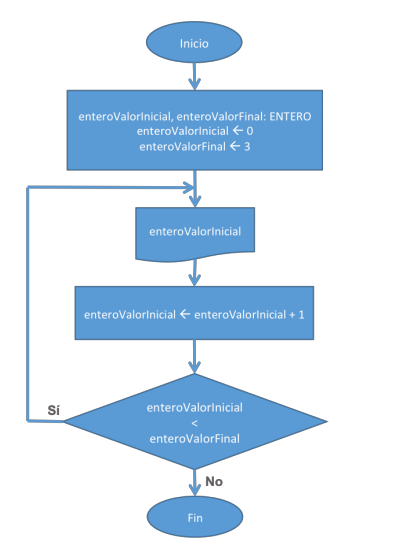 Inicio
enteroValorInicial, enteroValorFinal: ENTERO
enteroValorInicial ← 0
enteroValorFinal ← 3
enteroValorInicial
enteroValorInicial ← enteroValorInicial + 1
enteroValorInicial
<
enteroValorFinal
Sí
No
Fin